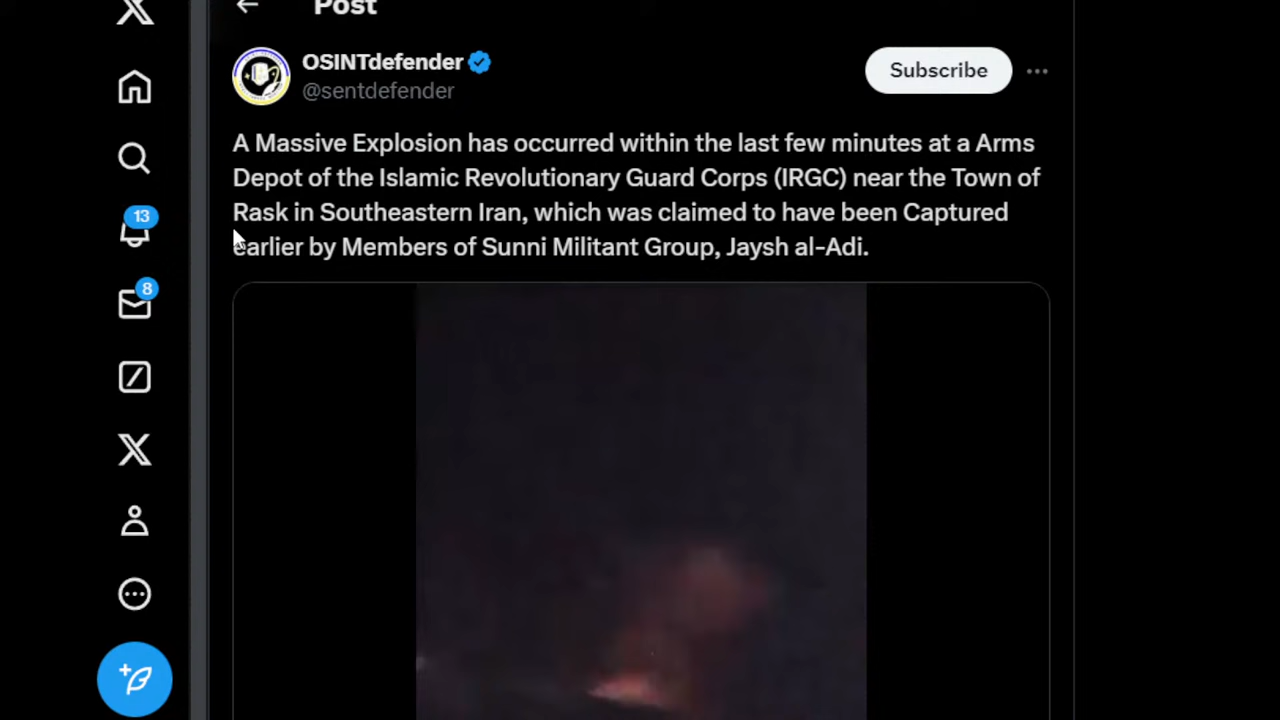 Post
OSINTdefender
@sentdefender
Subscribe
A Massive Explosion has occurred within the last few minutes at a Arms
Depot of the Islamic Revolutionary Guard Corps (IRGC) near the Town of
Rask in Southeastern Iran, which was claimed to have been Captured
earlier by Members of Sunni Militant Group, Jaysh al-Adi.
13
8